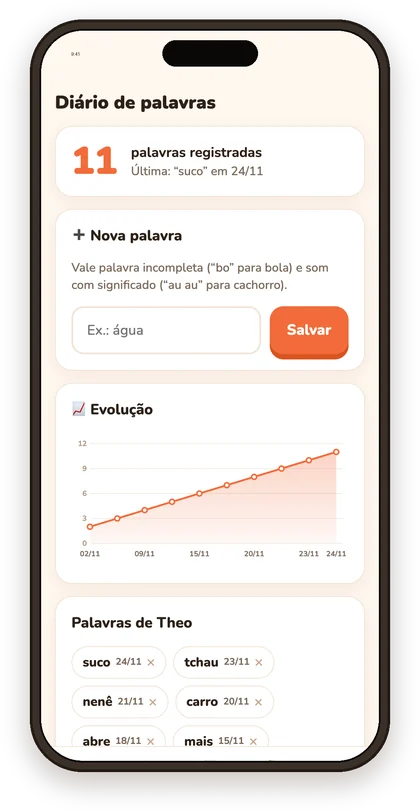 9:41
Diário de palavras
11
palavras registradas
Última: “suco” em 24/11
+ Nova palavra
Vale palavra incompleta (“bo” para bola) e som
com significado (“au au” para cachorro).
Ex.: água
Salvar
Evolução
12
9
6
3
0
02/11 09/11 15/11 20/11 23/11 24/11
Palavras de Theo
suco 24/11 × tchau 23/11 ×
nenê 21/11 × carro 20/11 ×
abre 18/11 × mais 15/11 ×